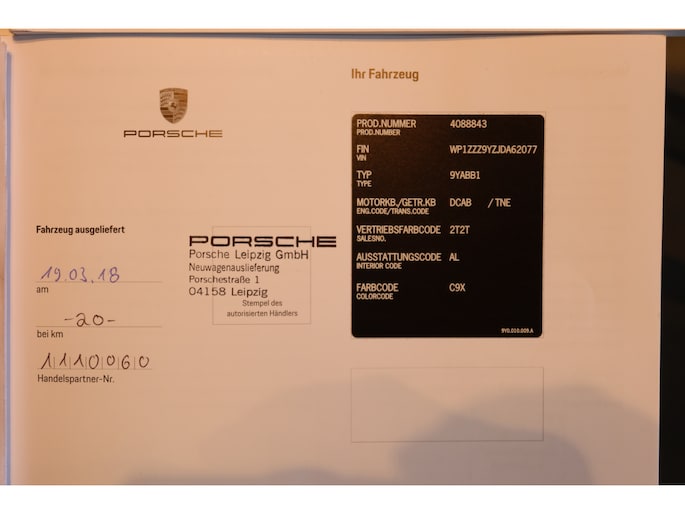 PORSCHE
Fahrzeug ausgeliefert
19.03.18
am
-20-
bei km
1110060
Handelspartner-Nr.
PORSCHE
Porsche Leipzig GmbH
Neuwagenauslieferung
Porschestraße 1
04158 Leipzig
Stempel des
autorisierten Händlers
Ihr Fahrzeug
PROD.NUMMER 4088843
PROD.NUMBER
FIN WP1ZZZ9YZJDA62077
VIN
TYP 9YABB1
TYPE
MOTORKB./GETR.KB DCAB / TNE
ENG.CODE/TRANS.CODE
VERTRIEBSFARBCODE 2T2T
SALESNO.
AUSSTATTUNGSCODE AL
INTERIOR CODE
FARBCODE C9X
COLORCODE
9Y0.010.009.A